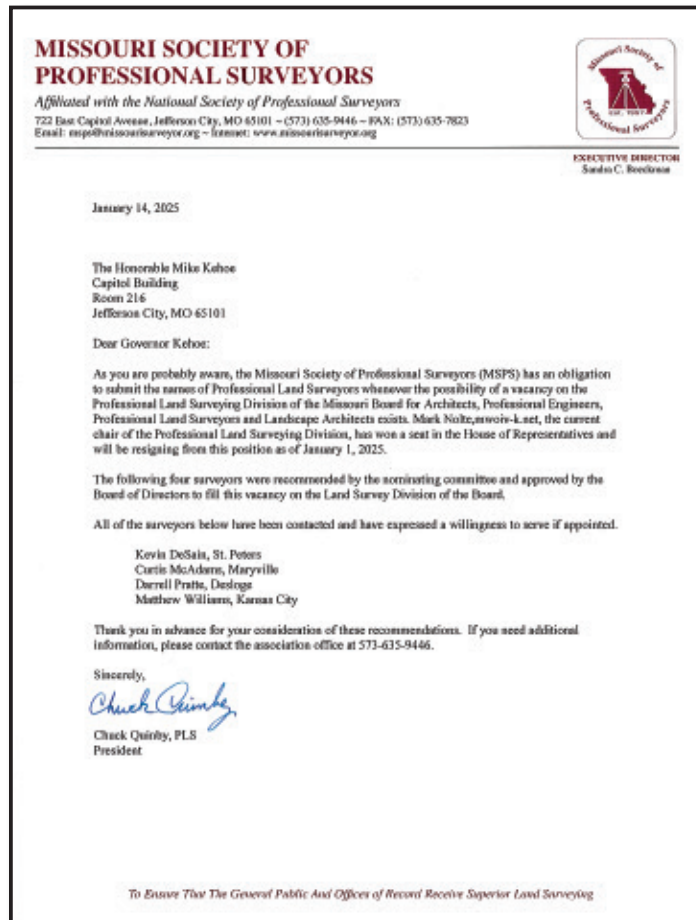 MISSOURI SOCIETY OF
PROFESSIONAL SURVEYORS
Affiliated with the National Society of Professional Surveyors
722 East Capitol Avenue, Jefferson City, MO 65101 ~ (573) 635-9446 ~ FAX: (573) 635-7823
Email: msps@missourisurveyor.org ~ Internet: www.missourisurveyor.org
Missouri Society of
EST. 1957
Professional Surveyors
EXECUTIVE DIRECTOR
Sandra C. Boeckman
January 14, 2025
The Honorable Mike Kehoe
Capitol Building
Room 216
Jefferson City, MO 65101
Dear Governor Kehoe:
As you are probably aware, the Missouri Society of Professional Surveyors (MSPS) has an obligation
to submit the names of Professional Land Surveyors whenever the possibility of a vacancy on the
Professional Land Surveying Division of the Missouri Board for Architects, Professional Engineers,
Professional Land Surveyors and Landscape Architects exists. Mark Nolte,mwoiv-k.net, the current
chair of the Professional Land Surveying Division, has won a seat in the House of Representatives and
will be resigning from this position as of January 1, 2025.
The following four surveyors were recommended by the nominating committee and approved by the
Board of Directors to fill this vacancy on the Land Survey Division of the Board.
All of the surveyors below have been contacted and have expressed a willingness to serve if appointed.
Kevin DeSain, St. Peters
Curtis McAdams, Maryville
Darrell Pratte, Desloge
Matthew Williams, Kansas City
Thank you in advance for your consideration of these recommendations. If you need additional
information, please contact the association office at 573-635-9446.
Sincerely,
Chuck Quinby
Chuck Quinby, PLS
President
To Ensure That The General Public And Offices of Record Receive Superior Land Surveying